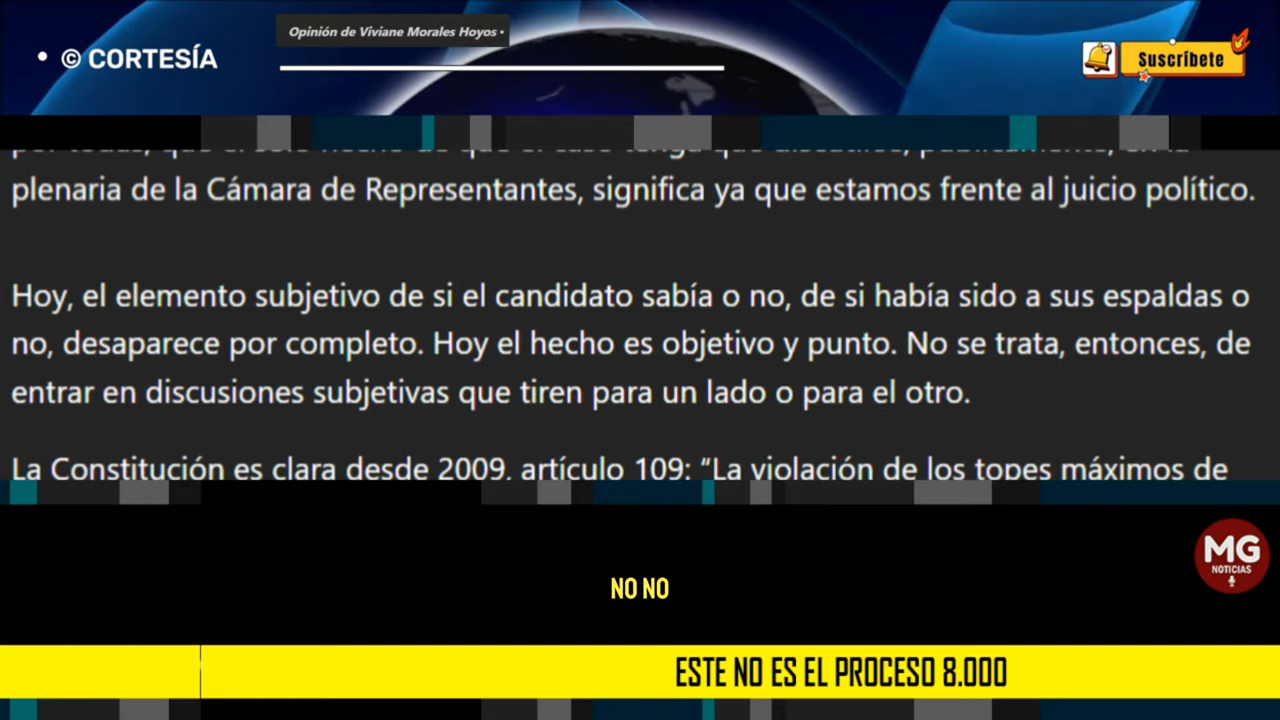 Opinión de Viviane Morales Hoyos •
• © CORTESÍA
Suscríbete
plenaria de la Cámara de Representantes, significa ya que estamos frente al juicio político.
Hoy, el elemento subjetivo de si el candidato sabía o no, de si había sido a sus espaldas o
no, desaparece por completo. Hoy el hecho es objetivo y punto. No se trata, entonces, de
entrar en discusiones subjetivas que tiren para un lado o para el otro.
La Constitución es clara desde 2009, artículo 109: “La violación de los topes máximos de
MG
NOTICIAS
NO NO
ESTE NO ES EL PROCESO 8.000